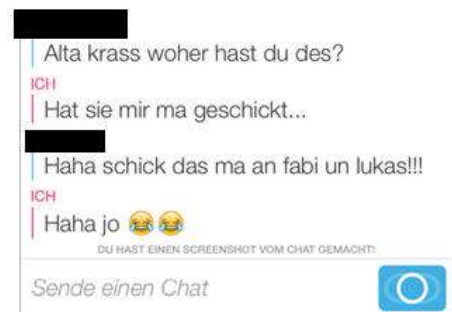 Alta krass woher hast du des?
ICH
Hat sie mir ma geschickt...
Haha schick das ma an fabi un lukas!!!
ICH
Haha jo 😂😂
DU HAST EINEN SCREENSHOT VOM CHAT GEMACHT!
Sende einen Chat